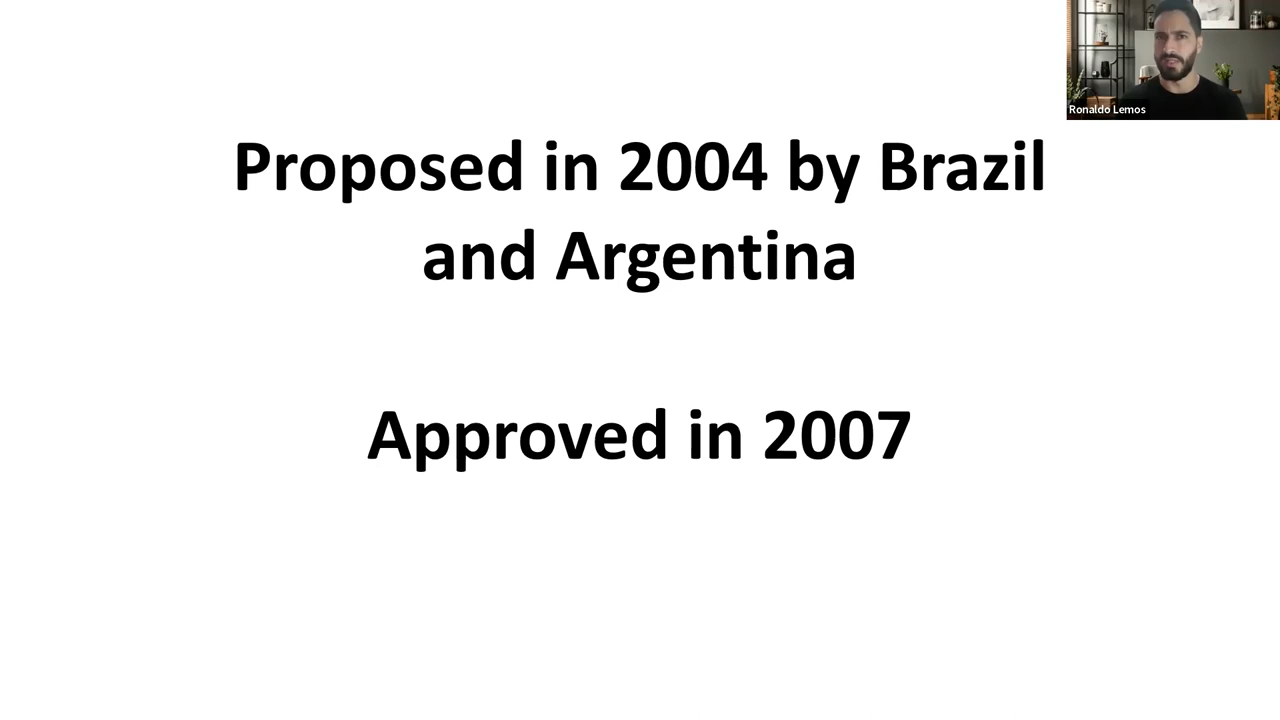 Ronaldo Lemos
Proposed in 2004 by Brazil
and Argentina
Approved in 2007